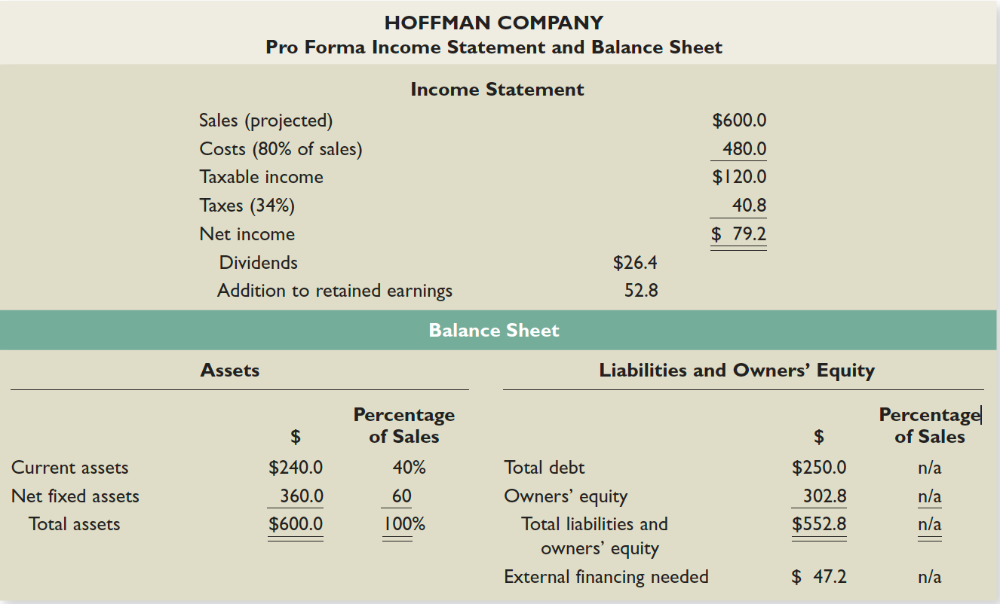 HOFFMAN COMPANY
Pro Forma Income Statement and Balance Sheet
Income Statement
Sales (projected) $600.0
Costs (80% of sales) 480.0
Taxable income $120.0
Taxes (34%) 40.8
Net income $ 79.2
Dividends $26.4
Addition to retained earnings 52.8
Balance Sheet
Assets Liabilities and Owners’ Equity
Percentage Percentage
$ of Sales $ of Sales
Current assets $240.0 40% Total debt $250.0 n/a
Net fixed assets 360.0 60 Owners’ equity 302.8 n/a
Total assets $600.0 100% Total liabilities and $552.8 n/a
owners’ equity
External financing needed $ 47.2 n/a